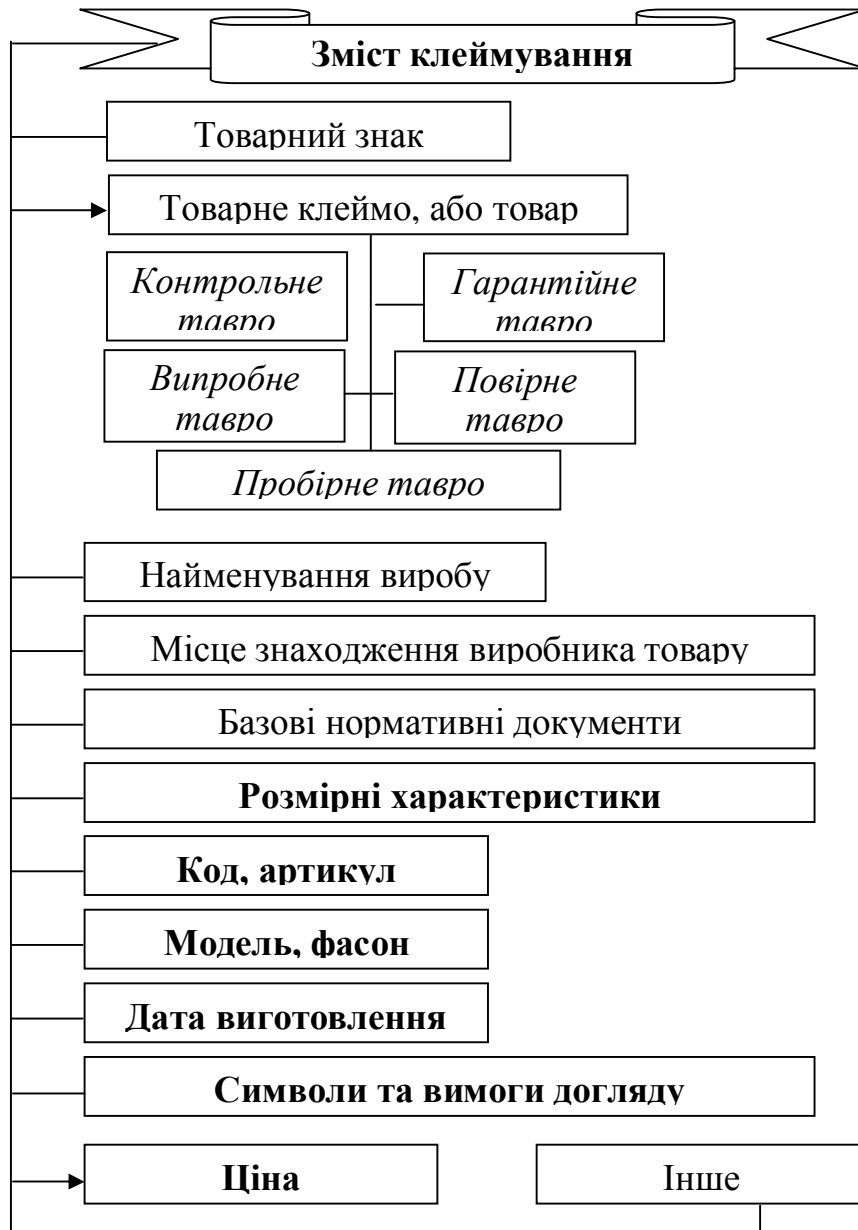 Зміст клеймування
Товарний знак
Товарне клеймо, або товар
Контрольне
тавро
Гарантійне
тавро
Випробне
тавро
Повірне
тавро
Пробірне тавро
Найменування виробу
Місце знаходження виробника товару
Базові нормативні документи
Розмірні характеристики
Код, артикул
Модель, фасон
Дата виготовлення
Символи та вимоги догляду
Ціна
Інше